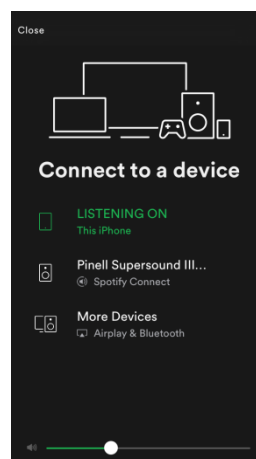 Close
Connect to a device
LISTENING ON
This iPhone
Pinell Supersound III...
Spotify Connect
More Devices
Airplay & Bluetooth